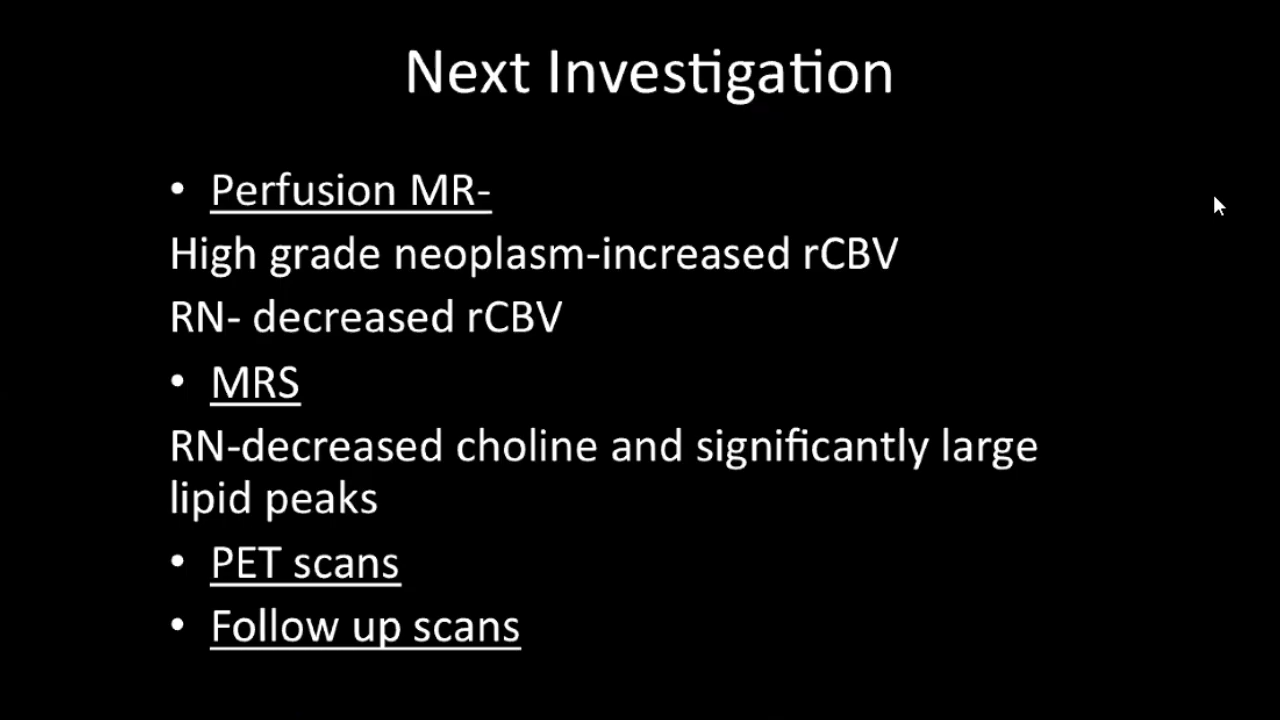 Next Investigation
• Perfusion MR-
High grade neoplasm-increased rCBV
RN- decreased rCBV
• MRS
RN-decreased choline and significantly large
lipid peaks
• PET scans
• Follow up scans